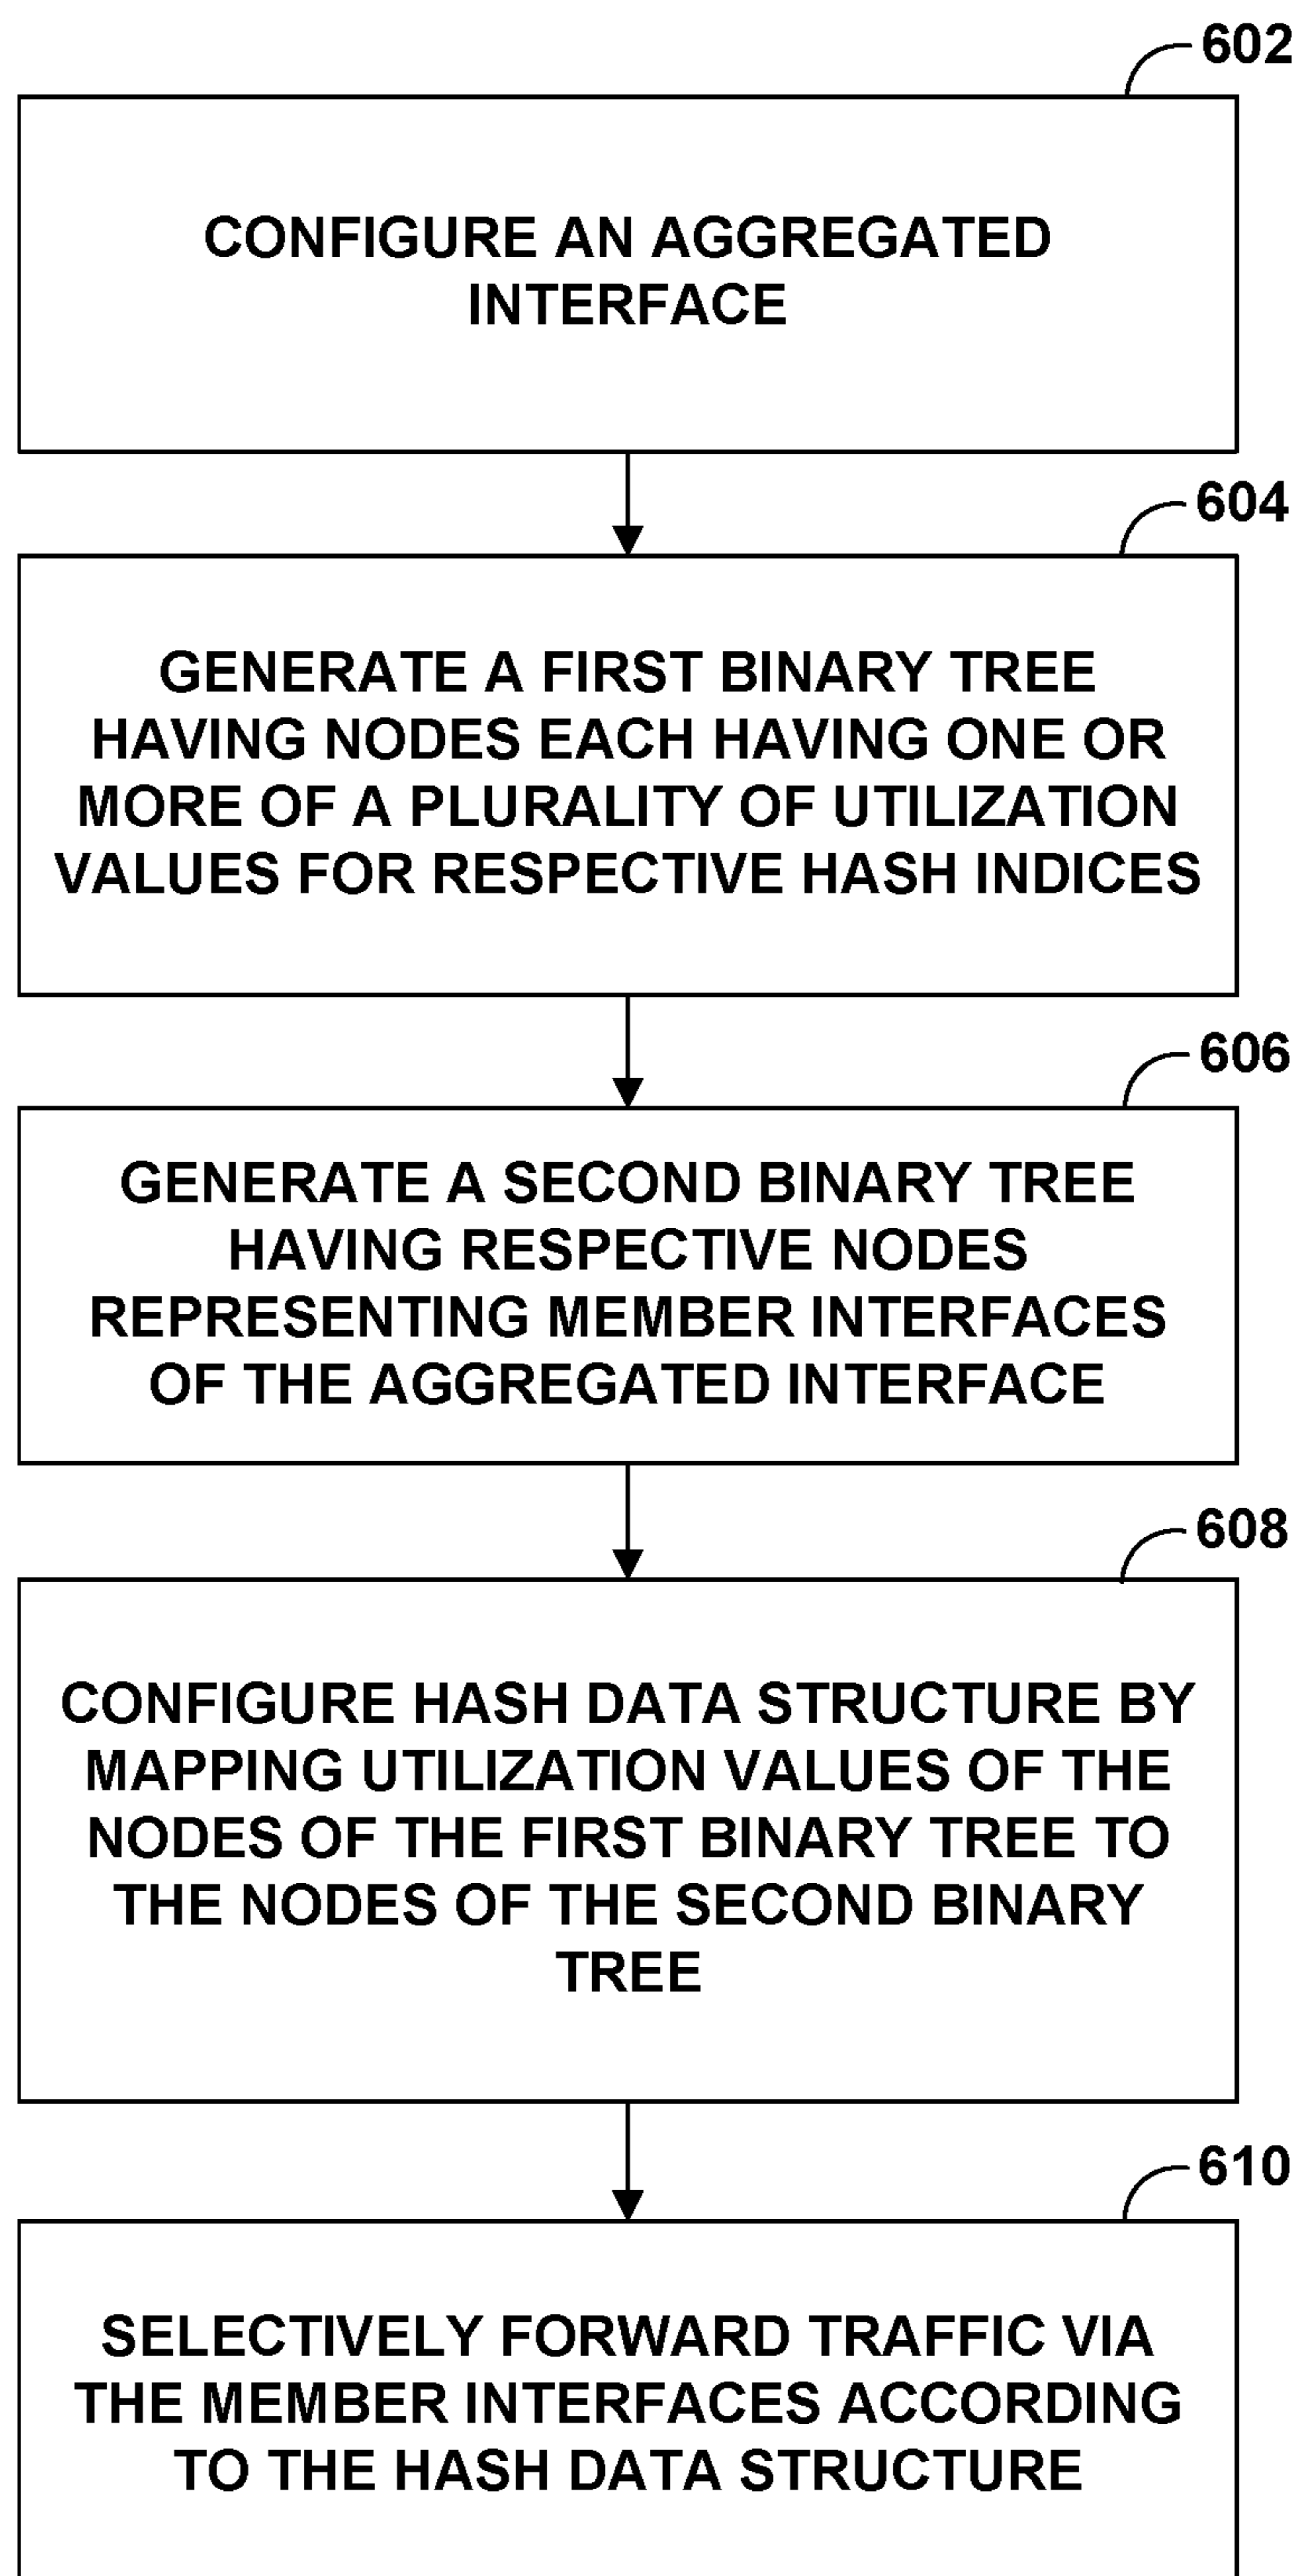 602
CONFIGURE AN AGGREGATED
INTERFACE
604
GENERATE A FIRST BINARY TREE
HAVING NODES EACH HAVING ONE OR
MORE OF A PLURALITY OF UTILIZATION
VALUES FOR RESPECTIVE HASH INDICES
606
GENERATE A SECOND BINARY TREE
HAVING RESPECTIVE NODES
REPRESENTING MEMBER INTERFACES
OF THE AGGREGATED INTERFACE
608
CONFIGURE HASH DATA STRUCTURE BY
MAPPING UTILIZATION VALUES OF THE
NODES OF THE FIRST BINARY TREE TO
THE NODES OF THE SECOND BINARY
TREE
610
SELECTIVELY FORWARD TRAFFIC VIA
THE MEMBER INTERFACES ACCORDING
TO THE HASH DATA STRUCTURE